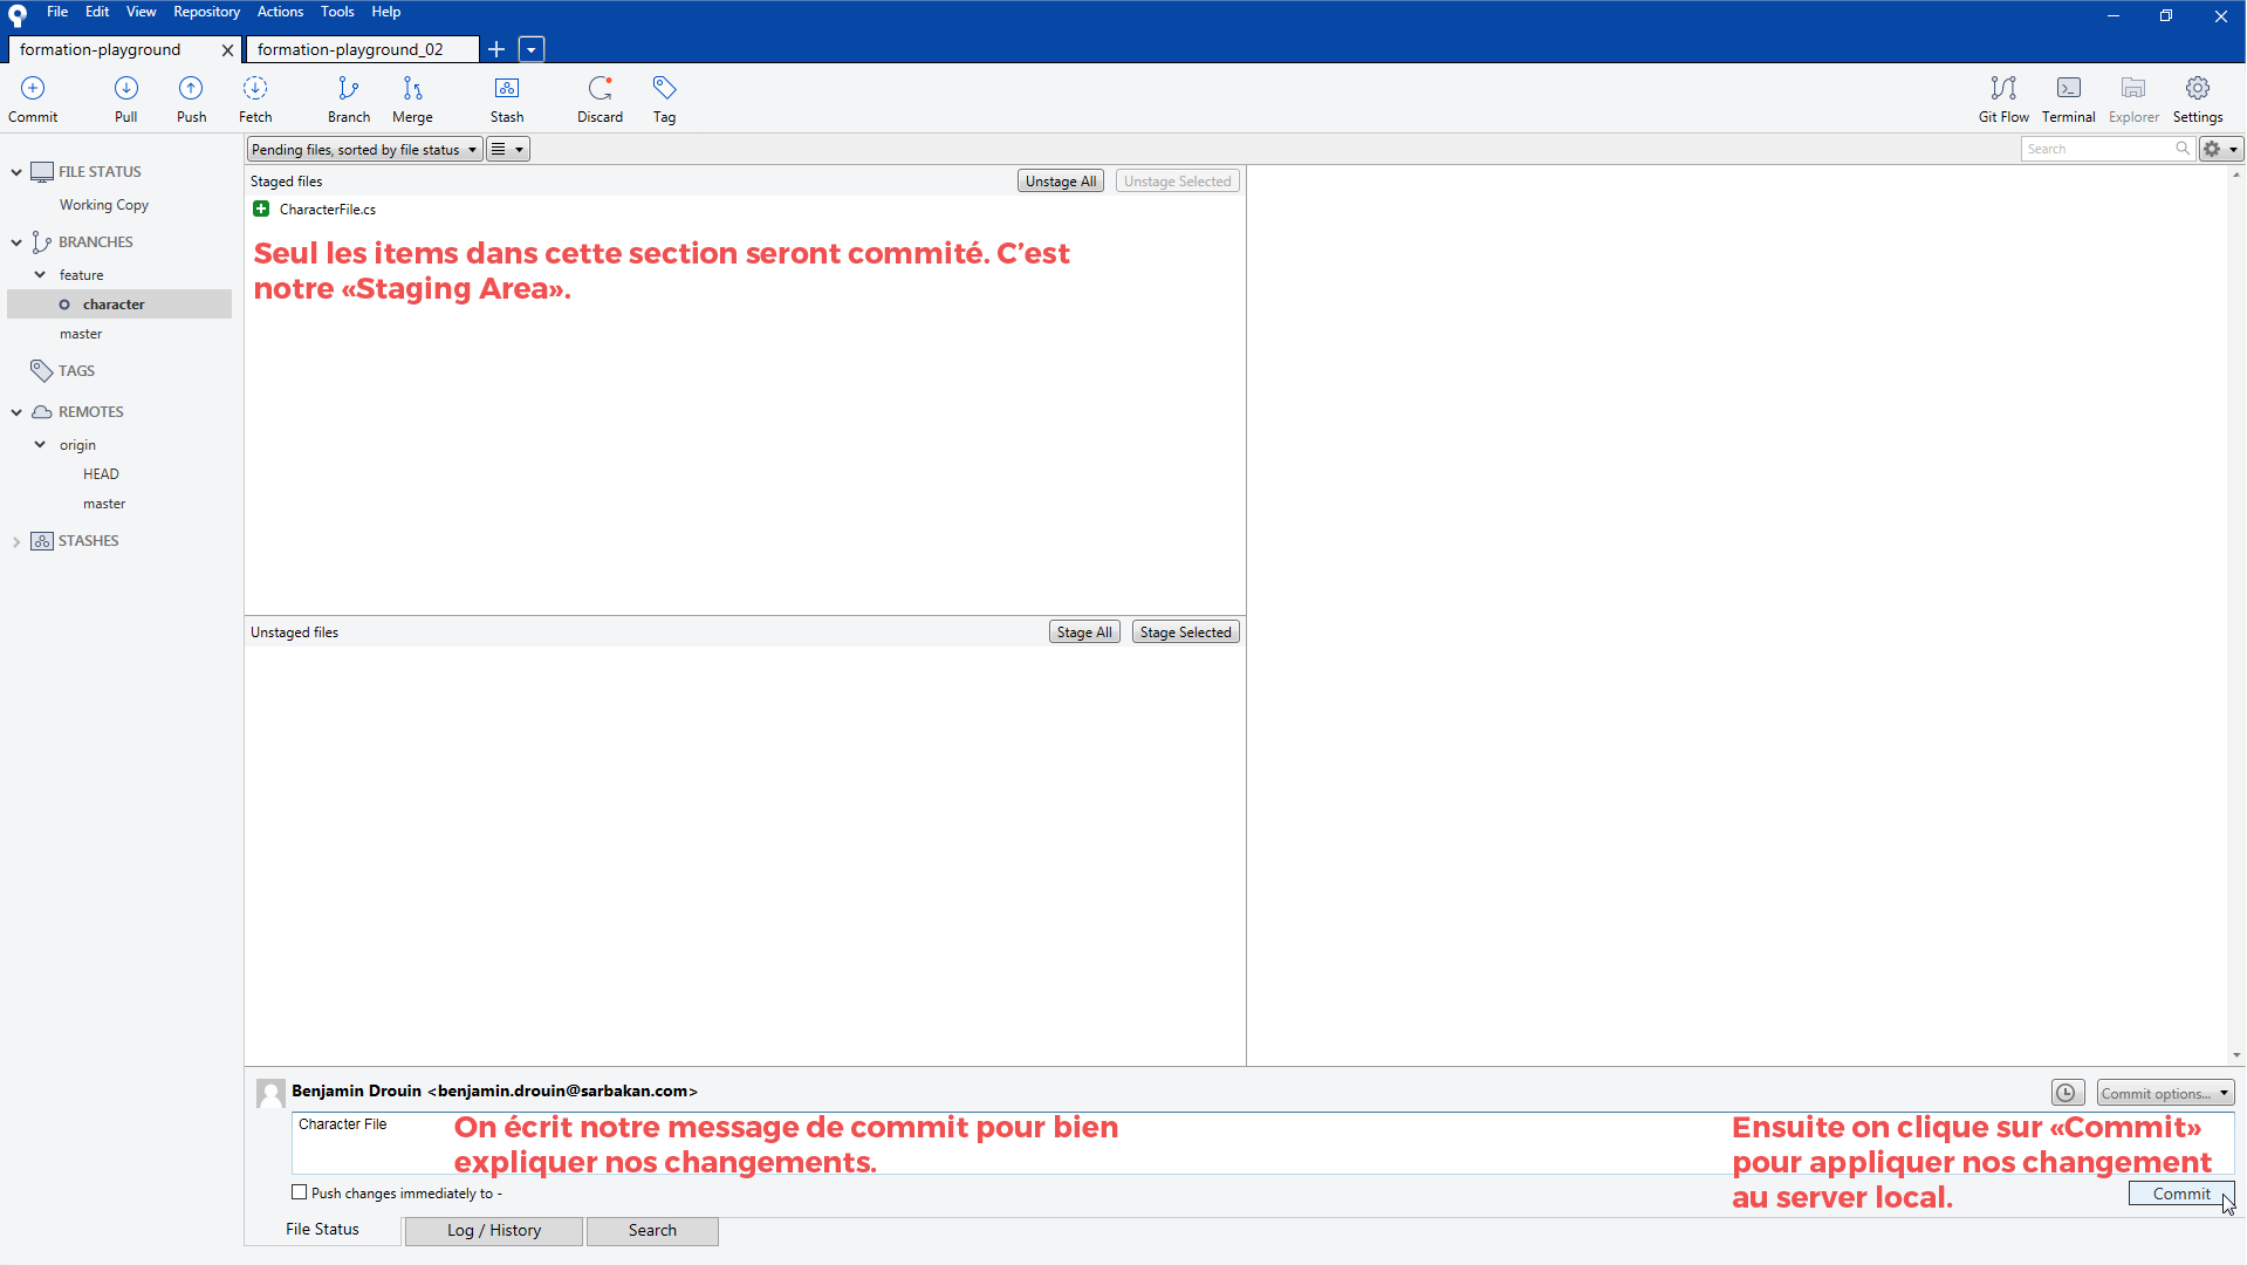 File Edit View Repository Actions Tools Help
formation-playground formation-playground_02
Commit Pull Push Fetch Branch Merge Stash Discard Tag Git Flow Terminal Explorer Settings
Pending files, sorted by file status Search
FILE STATUS
Working Copy
BRANCHES
feature
character
master
TAGS
REMOTES
origin
HEAD
master
STASHES
Staged files Unstage All Unstage Selected
CharacterFile.cs
Seul les items dans cette section seront commité. C’est
notre «Staging Area».
Unstaged files Stage All Stage Selected
Benjamin Drouin <benjamin.drouin@sarbakan.com> Commit options...
Character File
On écrit notre message de commit pour bien
expliquer nos changements.
Ensuite on clique sur «Commit»
pour appliquer nos changement
au server local.
Push changes immediately to - Commit
File Status Log / History Search